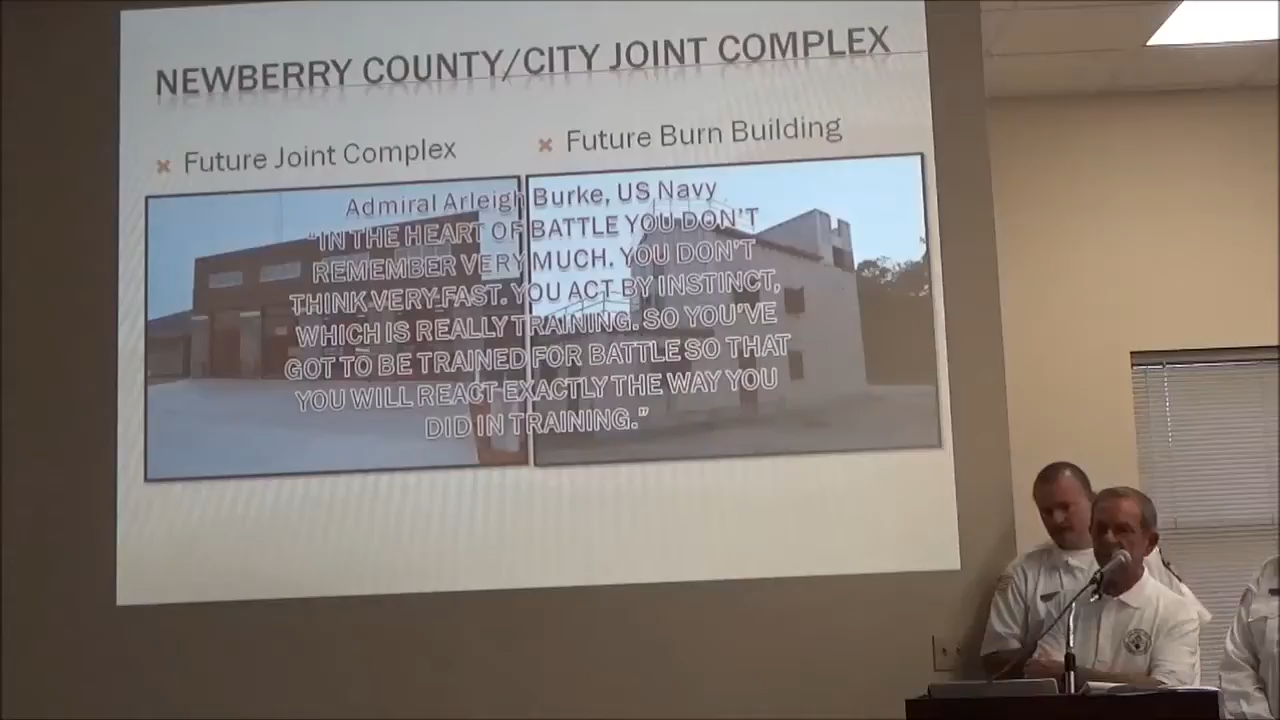 NEWBERRY COUNTY/CITY JOINT COMPLEX
Future Joint Complex
Future Burn Building
Admiral Arleigh Burke, US Navy
"IN THE HEART OF BATTLE YOU DON'T
REMEMBER VERY MUCH. YOU DON'T
THINK VERY FAST. YOU ACT BY INSTINCT,
WHICH IS REALLY TRAINING. SO YOU'VE
GOT TO BE TRAINED FOR BATTLE SO THAT
YOU WILL REACT EXACTLY THE WAY YOU
DID IN TRAINING."